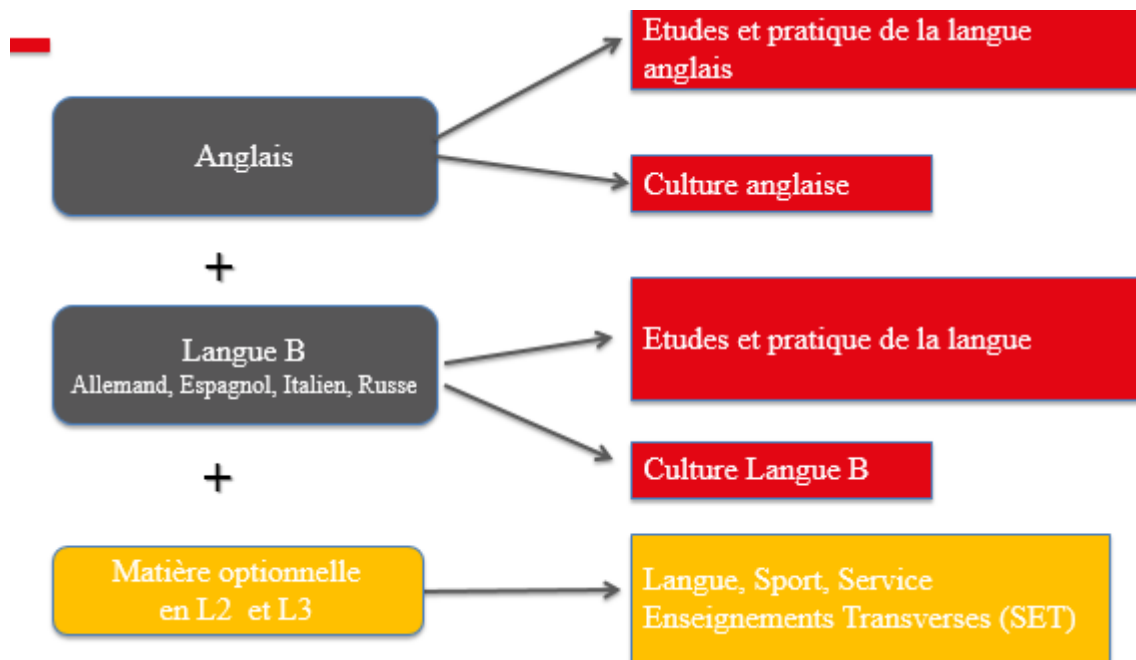 Anglais
Etudes et pratique de la langue
anglais
Culture anglaise
+
Langue B
Allemand, Espagnol, Italien, Russe
Etudes et pratique de la langue
Culture Langue B
+
Matière optionnelle
en L2 et L3
Langue, Sport, Service
Enseignements Transverses (SET)